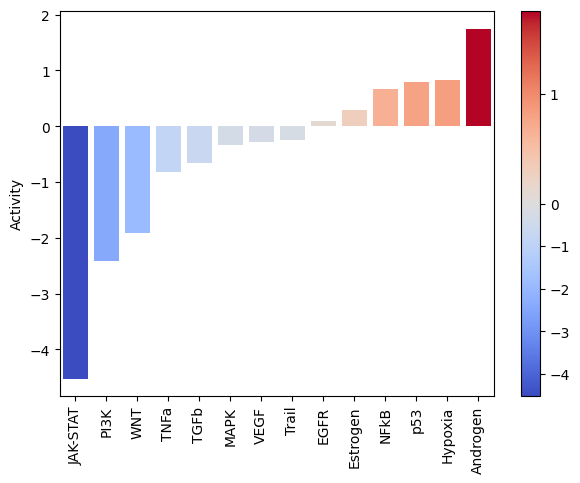 Activity
2
1
0
−1
−2
−3
−4
JAK-STAT
PI3K
WNT
TNFa
TGFb
MAPK
VEGF
Trail
EGFR
Estrogen
NFkB
p53
Hypoxia
Androgen
1
0
−1
−2
−3
−4